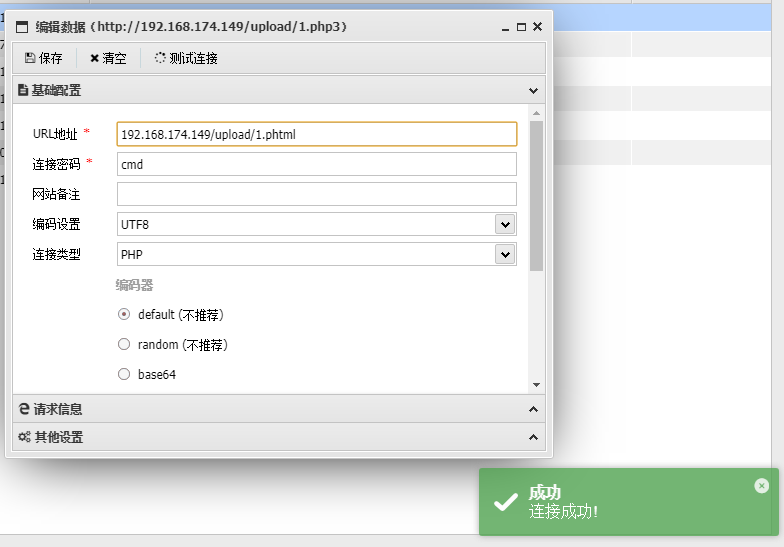 编辑数据 (http://192.168.174.149/upload/1.php3)
保存 清空 测试连接
基础配置
URL地址 * 192.168.174.149/upload/1.phtml
连接密码 * cmd
网站备注
编码设置 UTF8
连接类型 PHP
编码器
default (不推荐)
random (不推荐)
base64
请求信息
其他设置
成功
连接成功!